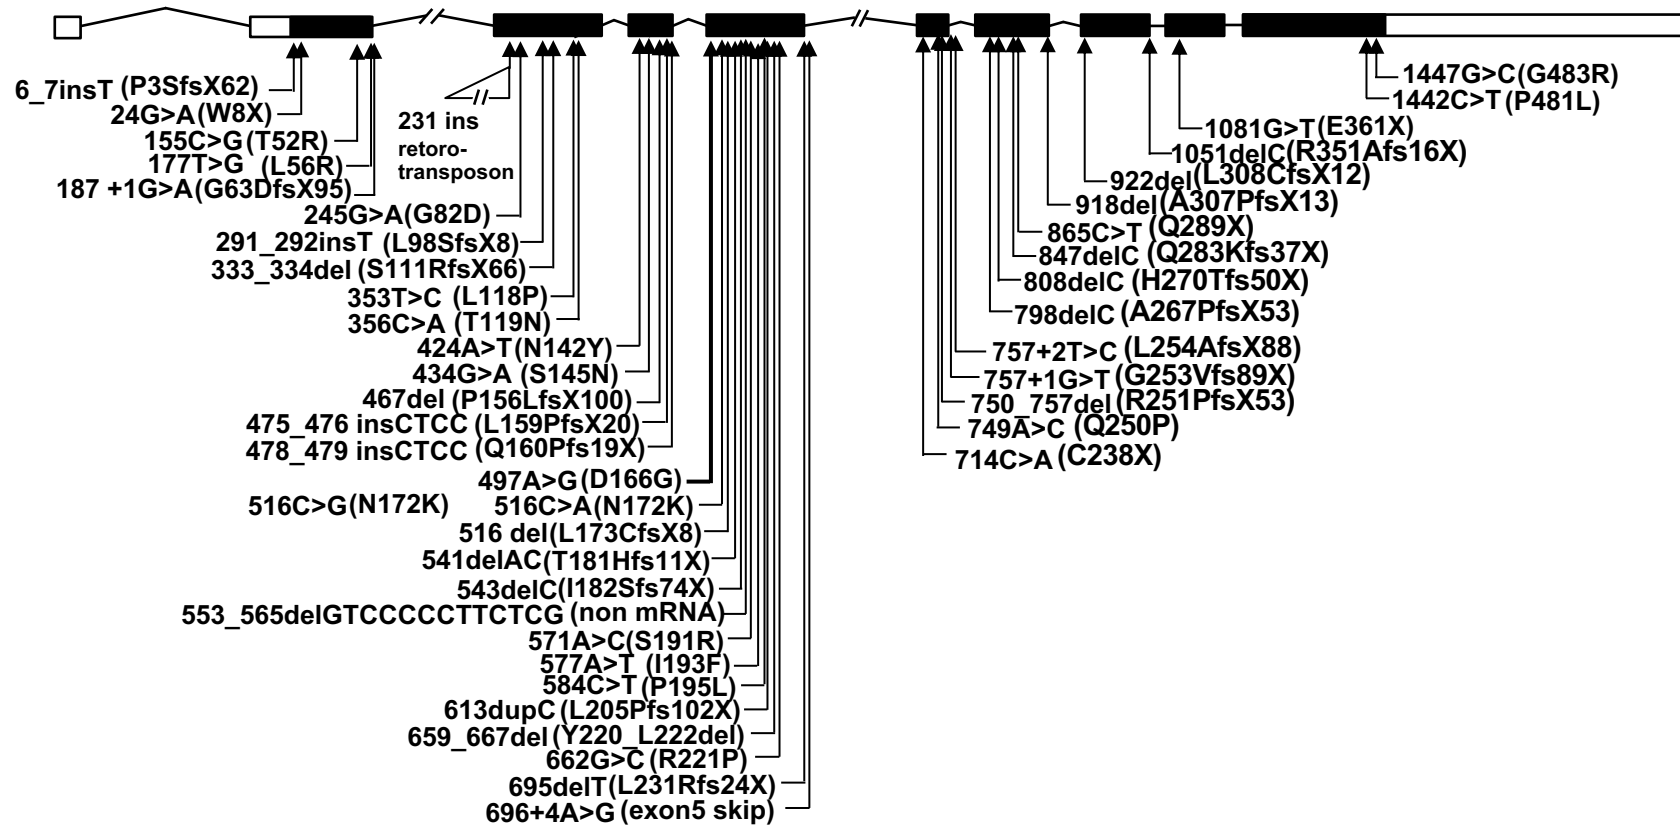 6_7insT (P3SfsX62)
24G>A(W8X)
155C>G(T52R)
177T>G (L56R)
187 +1G>A(G63DfsX95)
231 ins
retoro-
transposon
245G>A(G82D)
291_292insT (L98SfsX8)
333_334del (S111RfsX66)
353T>C (L118P)
356C>A (T119N)
424A>T(N142Y)
434G>A (S145N)
467del (P156LfsX100)
475_476 insCTCC (L159PfsX20)
478_479 insCTCC (Q160Pfs19X)
497A>G(D166G)
516C>G(N172K) 516C>A(N172K)
516 del(L173CfsX8)
541delAC(T181Hfs11X)
543delC(I182Sfs74X)
553_565delGTCCCCCTTCTCG (non mRNA)
571A>C(S191R)
577A>T (I193F)
584C>T(P195L)
613dupC(L205Pfs102X)
659_667del(Y220_L222del)
662G>C(R221P)
695delT(L231Rfs24X)
696+4A>G (exon5 skip)
1447G>C(G483R)
1442C>T(P481L)
1081G>T(E361X)
1051delC(R351Afs16X)
922del(L308CfsX12)
918del(A307PfsX13)
865C>T (Q289X)
847delC (Q283Kfs37X)
808delC (H270Tfs50X)
798delC (A267PfsX53)
757+2T>C (L254AfsX88)
757+1G>T (G253Vfs89X)
750_757del (R251PfsX53)
749A>C (Q250P)
714C>A (C238X)